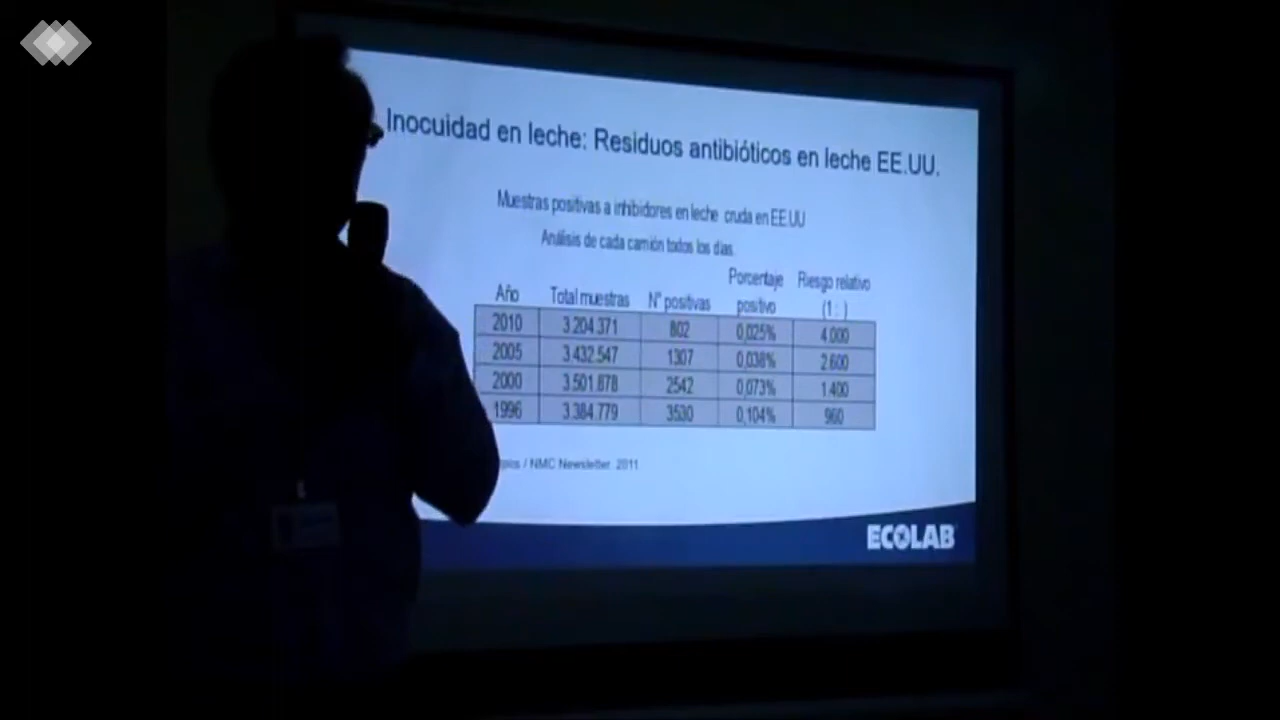 Inocuidad en leche: Residuos antibióticos en leche EE.UU.
Muestras positivas a inhibidores en leche cruda en EE.UU
Análisis de cada camión todos los días.
Año Total muestras N° positivas Porcentaje positivo Riesgo relativo (1: )
2010 3.204.371 802 0,025% 4.000
2005 3.432.547 1307 0,038% 2.600
2000 3.501.878 2542 0,073% 1.400
1996 3.384.779 3530 0,104% 960
/ NMC Newsletter. 2011
ECOLAB